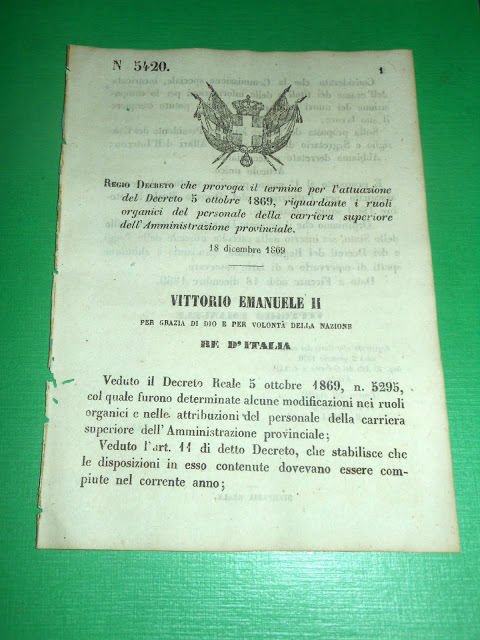 N 5420.
1
REGIO DECRETO che proroga il termine per l'attuazione
del Decreto 5 ottobre 1869, riguardante i ruoli
organici del personale della carriera superiore
dell'Amministrazione provinciale.
18 dicembre 1869
VITTORIO EMANUELE II
PER GRAZIA DI DIO E PER VOLONTÀ DELLA NAZIONE
RE D'ITALIA
Veduto il Decreto Reale 5 ottobre 1869, n. 5295,
col quale furono determinate alcune modificazioni nei ruoli
organici e nelle attribuzioni del personale della carriera
superiore dell'Amministrazione provinciale;
Veduto l'art. 11 di detto Decreto, che stabilisce che
le disposizioni in esso contenute dovevano essere com-
piute nel corrente anno;